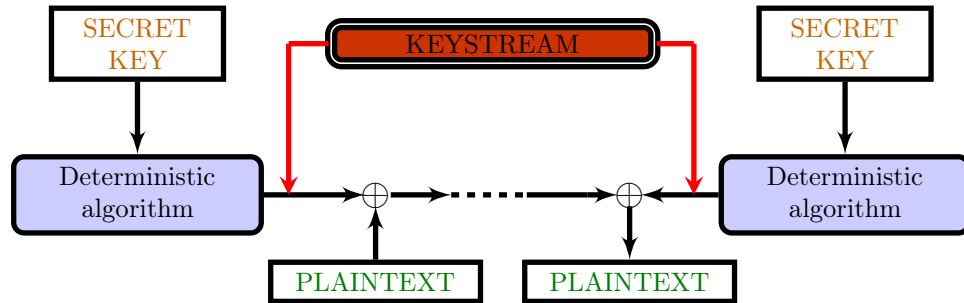 SECRET
KEY
KEYSTREAM
SECRET
KEY
Deterministic
algorithm
Deterministic
algorithm
PLAINTEXT
PLAINTEXT